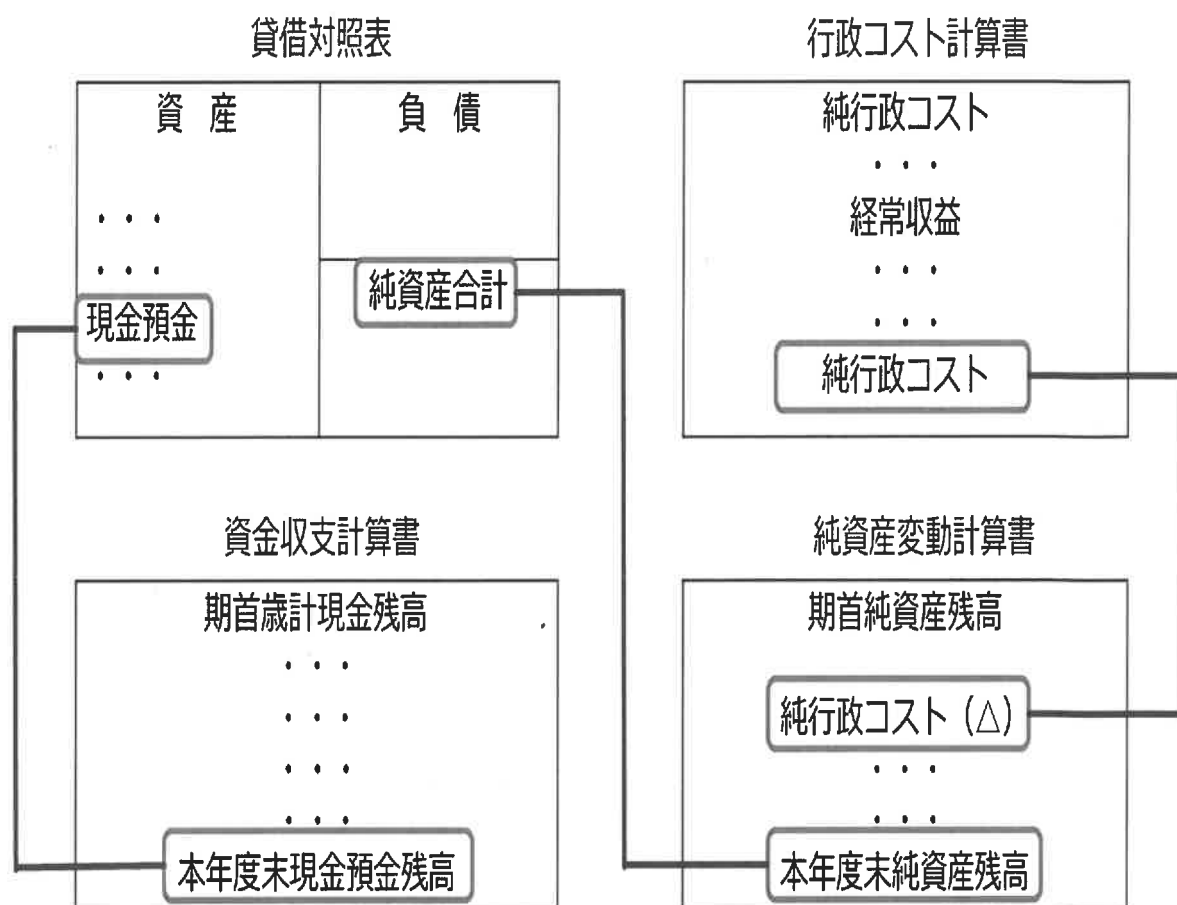 貸借対照表
資 産
負 債
・・・
・・・
純資産合計
現金預金
・・・
行政コスト計算書
純行政コスト
・・・
経常収益
・・・
・・・
純行政コスト
資金収支計算書
期首歳計現金残高
・・・
・・・
・・・
・・・
本年度末現金預金残高
純資産変動計算書
期首純資産残高
純行政コスト（△）
・・・
・・・
本年度末純資産残高